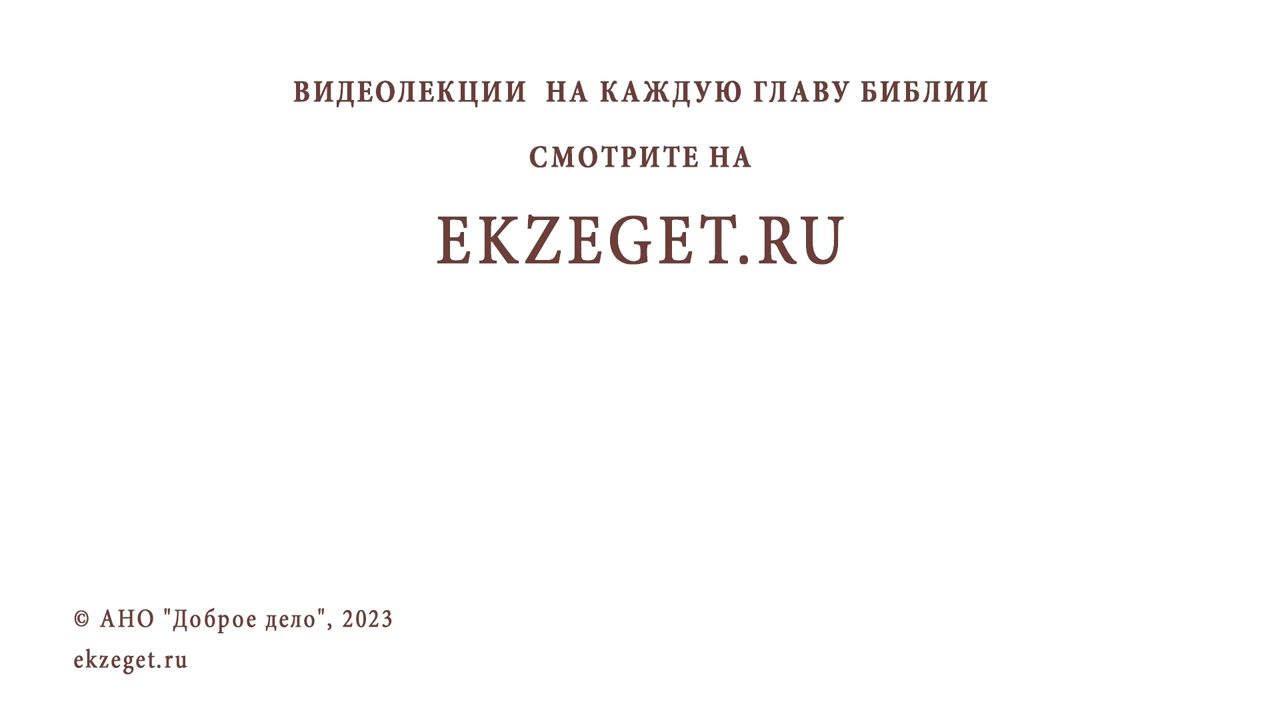 ВИДЕОЛЕКЦИИ НА КАЖДУЮ ГЛАВУ БИБЛИИ
СМОТРИТЕ НА
EKZEGET.RU
© АНО "Доброе дело", 2023
ekzeget.ru